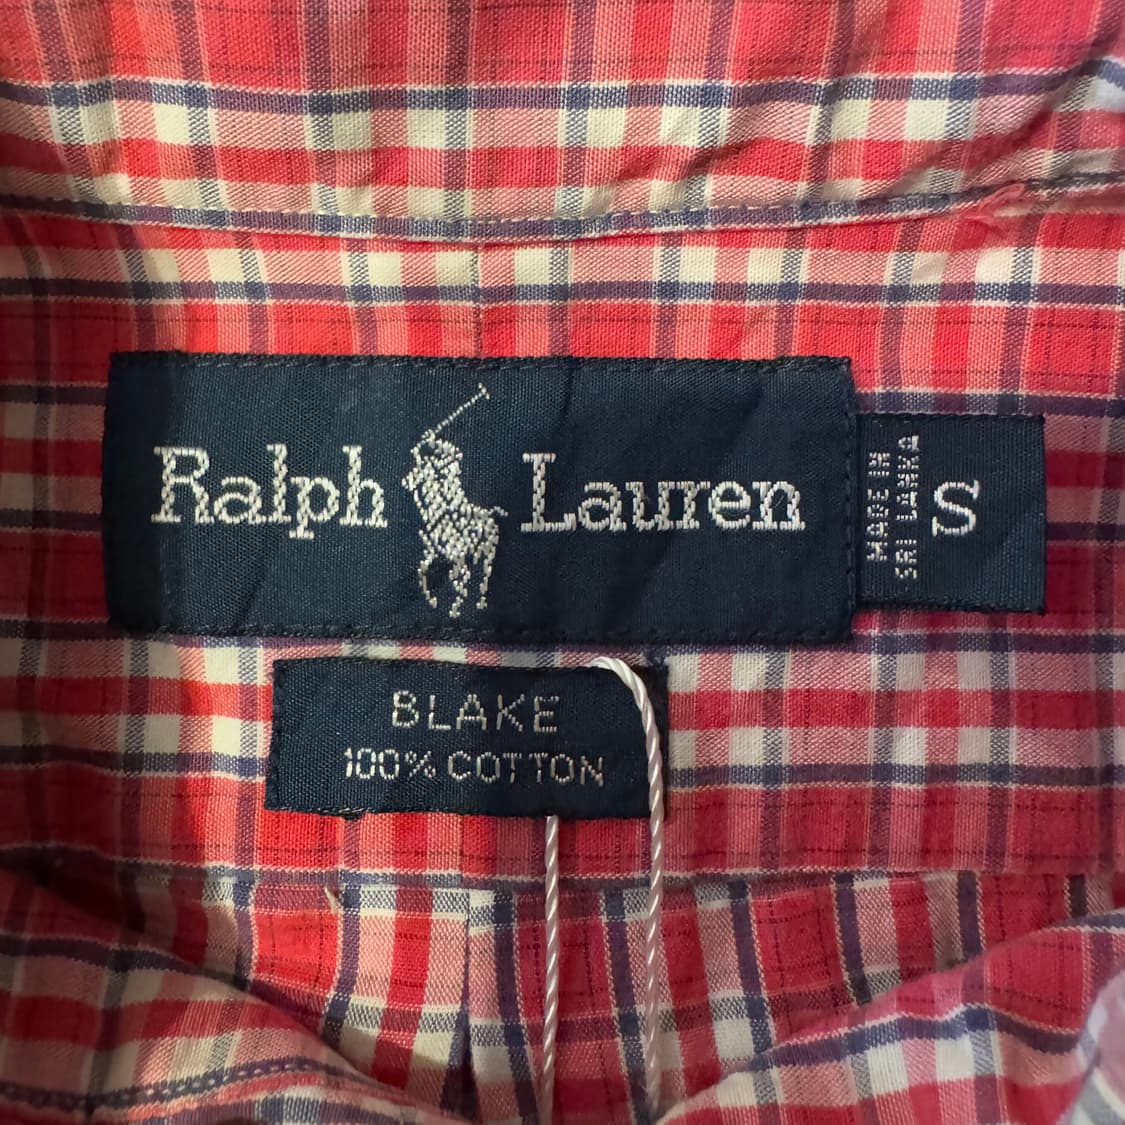 Ralph Lauren
MADE IN
SRI LANKA
S
BLAKE
100% COTTON